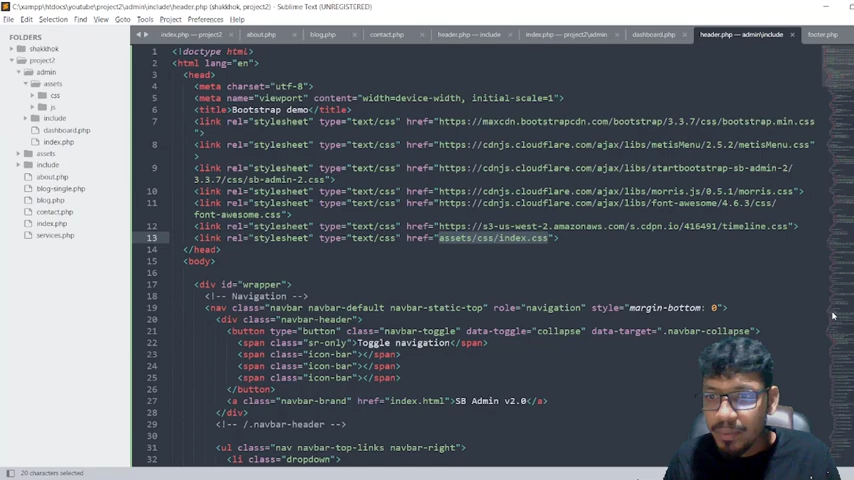 C:\xampp\htdocs\youtube\project2\admin\include\header.php (shakkhok, project2) - Sublime Text (UNREGISTERED)
File Edit Selection Find View Goto Tools Project Preferences Help
FOLDERS
shakkhok
project2
admin
assets
css
js
include
dashboard.php
index.php
assets
include
about.php
blog-single.php
blog.php
contact.php
index.php
services.php
index.php — project2 about.php blog.php contact.php header.php — include index.php — project2\admin dashboard.php header.php — admin\include footer.php
1 <!doctype html>
2 <html lang="en">
3 <head>
4 <meta charset="utf-8">
5 <meta name="viewport" content="width=device-width, initial-scale=1">
6 <title>Bootstrap demo</title>
7 <link rel="stylesheet" type="text/css" href="https://maxcdn.bootstrapcdn.com/bootstrap/3.3.7/css/bootstrap.min.css
">
8 <link rel="stylesheet" type="text/css" href="https://cdnjs.cloudflare.com/ajax/libs/metisMenu/2.5.2/metisMenu.css"
>
9 <link rel="stylesheet" type="text/css" href="https://cdnjs.cloudflare.com/ajax/libs/startbootstrap-sb-admin-2/
3.3.7/css/sb-admin-2.css">
10 <link rel="stylesheet" type="text/css" href="https://cdnjs.cloudflare.com/ajax/libs/morris.js/0.5.1/morris.css">
11 <link rel="stylesheet" type="text/css" href="https://cdnjs.cloudflare.com/ajax/libs/font-awesome/4.6.3/css/
font-awesome.css">
12 <link rel="stylesheet" type="text/css" href="https://s3-us-west-2.amazonaws.com/s.cdpn.io/416491/timeline.css">
13 <link rel="stylesheet" type="text/css" href="assets/css/index.css">
14 </head>
15 <body>
16
17 <div id="wrapper">
18 <!-- Navigation -->
19 <nav class="navbar navbar-default navbar-static-top" role="navigation" style="margin-bottom: 0">
20 <div class="navbar-header">
21 <button type="button" class="navbar-toggle" data-toggle="collapse" data-target=".navbar-collapse">
22 <span class="sr-only">Toggle navigation</span>
23 <span class="icon-bar"></span>
24 <span class="icon-bar"></span>
25 <span class="icon-bar"></span>
26 </button>
27 <a class="navbar-brand" href="index.html">SB Admin v2.0</a>
28 </div>
29 <!-- /.navbar-header -->
30
31 <ul class="nav navbar-top-links navbar-right">
32 <li class="dropdown">
20 characters selected